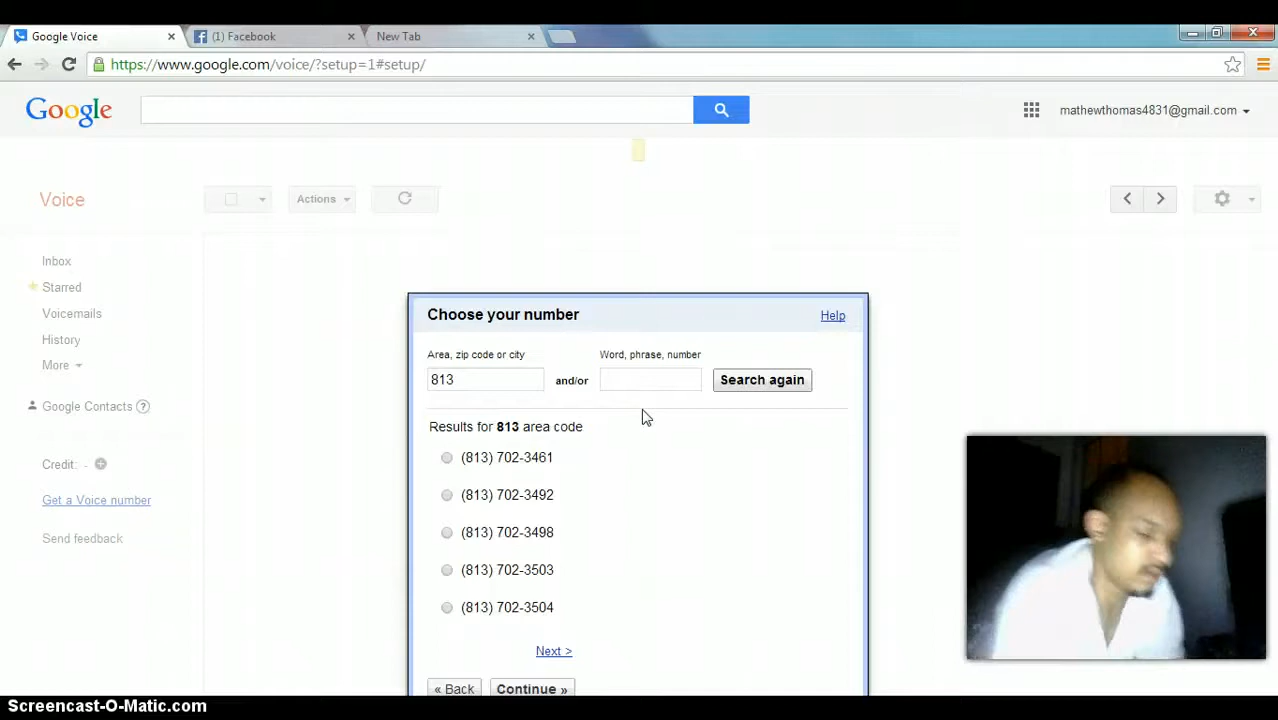 Google Voice
(1) Facebook
New Tab
https://www.google.com/voice/?setup=1#setup/
Google
mathewthomas4831@gmail.com
Voice
Actions
Inbox
Starred
Voicemails
History
More
Google Contacts ?
Credit: -
Get a Voice number
Send feedback
Choose your number
Help
Area, zip code or city
Word, phrase, number
813
and/or
Search again
Results for 813 area code
(813) 702-3461
(813) 702-3492
(813) 702-3498
(813) 702-3503
(813) 702-3504
Next >
« Back
Continue »
Screencast-O-Matic.com